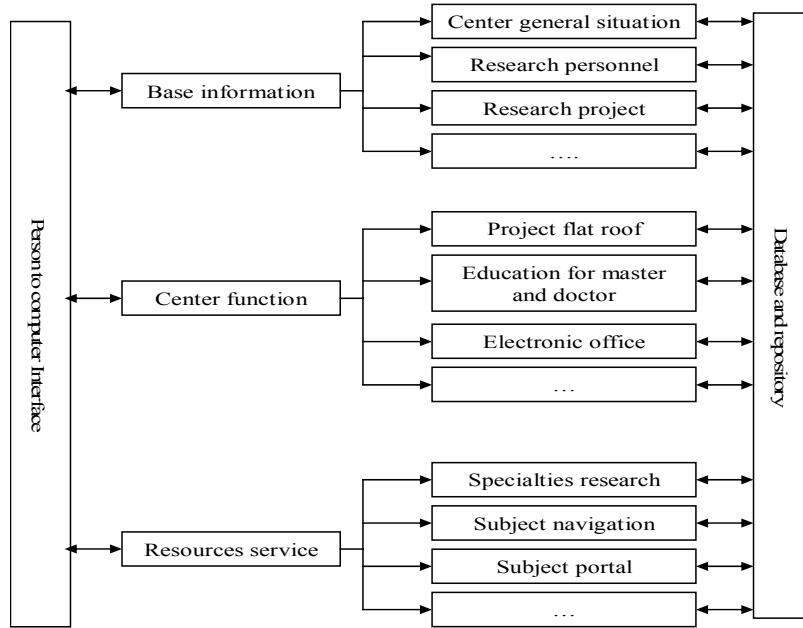 Person to computer Interface
Base information
Center general situation
Research personnel
Research project
....
Center function
Project flat roof
Education for master
and doctor
Electronic office
...
Resources service
Specialties research
Subject navigation
Subject portal
...
Database and repository